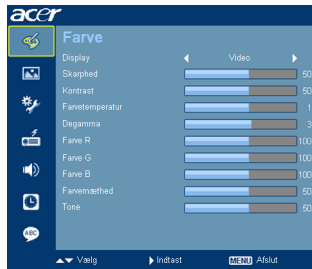 acer
Farve
Display Video
Skarphed 50
Kontrast 50
Farvetemperatur 1
Degamma 3
Farve R 100
Farve G 100
Farve B 100
Farvemæthed 50
Tone 50
ABC
Vælg Indtast MENU Afslut